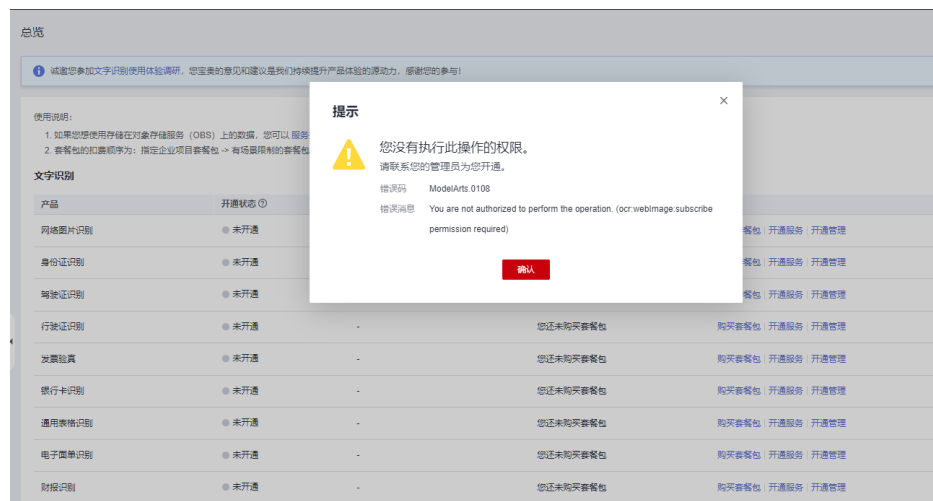 总览
诚邀您参加文字识别使用体验调研，您宝贵的意见和建议是我们持续提升产品体验的源动力，感谢您的参与！
使用说明：
1. 如果您想使用存储在对象存储服务（OBS）上的数据，您可以 服务
2. 套餐包的扣费顺序为：指定企业项目套餐包 -> 有场景限制的套餐包
文字识别
产品 开通状态
网络图片识别 未开通 餐包 开通服务 开通管理
身份证识别 未开通 餐包 开通服务 开通管理
驾驶证识别 未开通 餐包 开通服务 开通管理
行驶证识别 未开通 - 您还未购买套餐包 购买套餐包 开通服务 开通管理
发票验真 未开通 - 您还未购买套餐包 购买套餐包 开通服务 开通管理
银行卡识别 未开通 - 您还未购买套餐包 购买套餐包 开通服务 开通管理
通用表格识别 未开通 - 您还未购买套餐包 购买套餐包 开通服务 开通管理
电子面单识别 未开通 - 您还未购买套餐包 购买套餐包 开通服务 开通管理
财报识别 未开通 - 您还未购买套餐包 购买套餐包 开通服务 开通管理
提示
您没有执行此操作的权限。
请联系您的管理员为您开通。
错误码 ModelArts.0108
错误消息 You are not authorized to perform the operation. (ocr:webImage:subscribe
permission required)
确认